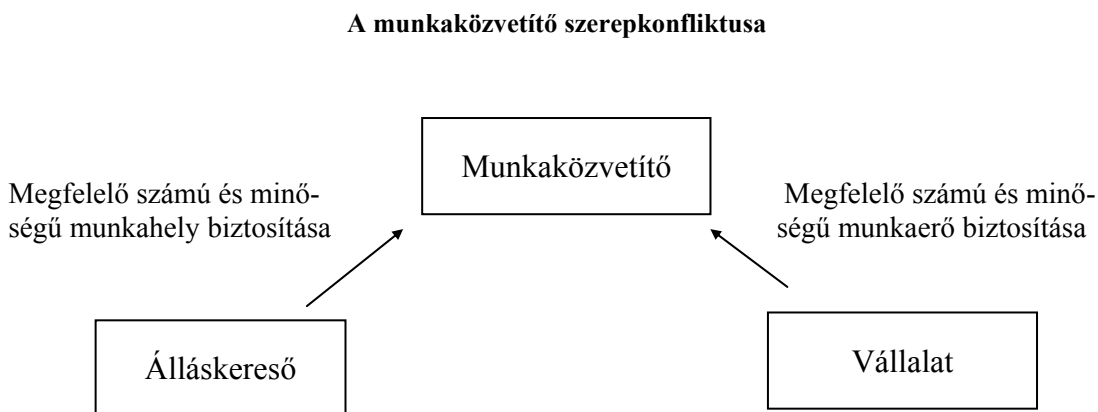 A munkaközvetítő szerepkonfliktusa
Munkaközvetítő
Megfelelő számú és minő-
ségű munkahely biztosítása
Megfelelő számú és minő-
ségű munkaerő biztosítása
Álláskereső
Vállalat